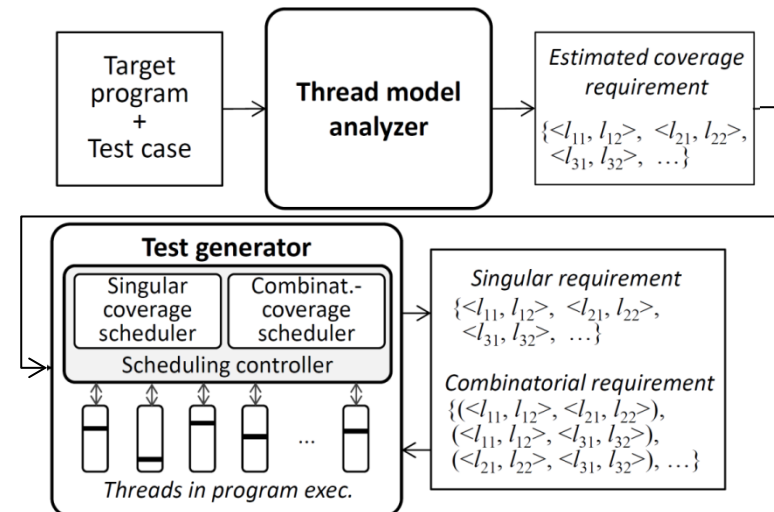 Target
program
+
Test case
Thread model
analyzer
Estimated coverage
requirement
{<l₁₁, l₁₂>, <l₂₁, l₂₂>,
<l₃₁, l₃₂>, …}
Test generator
Singular
coverage
scheduler
Combinat.-
coverage
scheduler
Scheduling controller
...
Threads in program exec.
Singular requirement
{<l₁₁, l₁₂>, <l₂₁, l₂₂>,
<l₃₁, l₃₂>, …}
Combinatorial requirement
{(<l₁₁, l₁₂>, <l₂₁, l₂₂>),
(<l₁₁, l₁₂>, <l₃₁, l₃₂>),
(<l₂₁, l₂₂>, <l₃₁, l₃₂>), …}